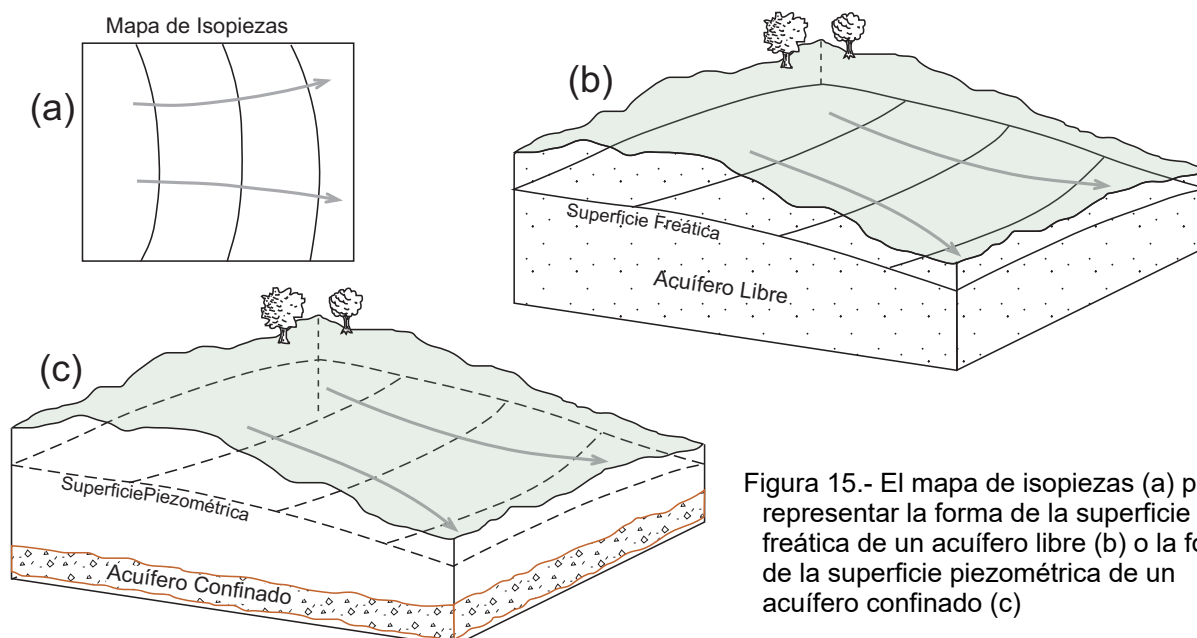 Mapa de Isopiezas
(a)
(b)
Superficie Freática
Acuífero Libre
(c)
SuperficiePiezométrica
Acuífero Confinado
Figura 15.- El mapa de isopiezas (a) p
representar la forma de la superficie
freática de un acuífero libre (b) o la fo
de la superficie piezométrica de un
acuífero confinado (c)